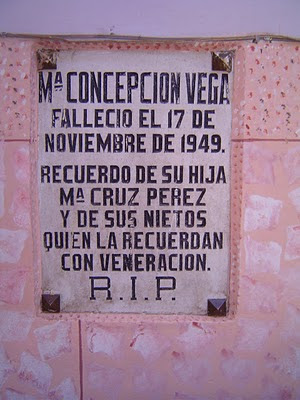 Mª CONCEPCION VEGA
FALLECIO EL 17 DE
NOVIEMBRE DE 1949.
RECUERDO DE SU HIJA
Mª CRUZ PEREZ
Y DE SUS NIETOS
QUIEN LA RECUERDAN
CON VENERACION.
R.I.P.